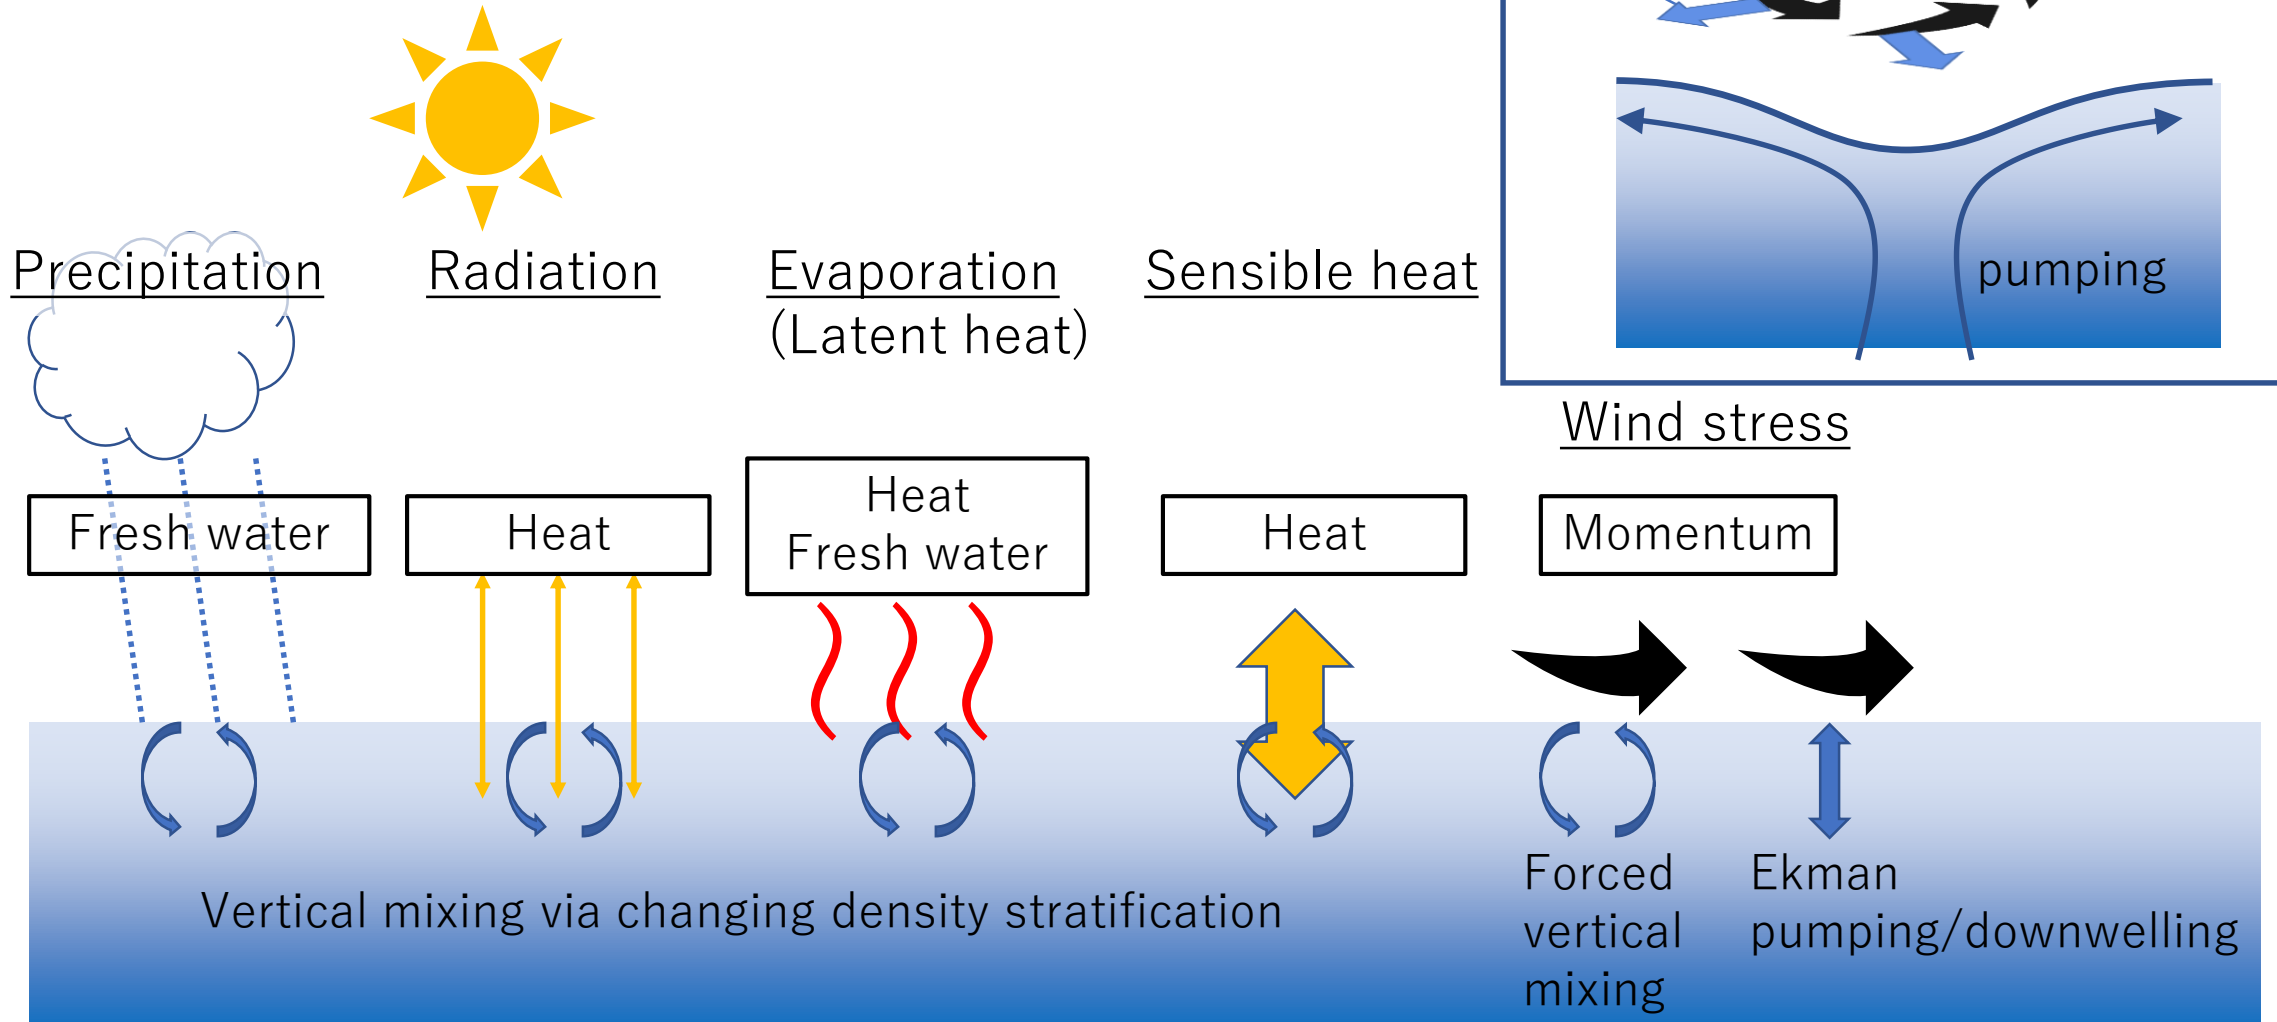 Precipitation
Radiation
Evaporation
(Latent heat)
Sensible heat
pumping
Wind stress
Fresh water
Heat
Heat
Fresh water
Heat
Momentum
Vertical mixing via changing density stratification
Forced
vertical
mixing
Ekman
pumping/downwelling